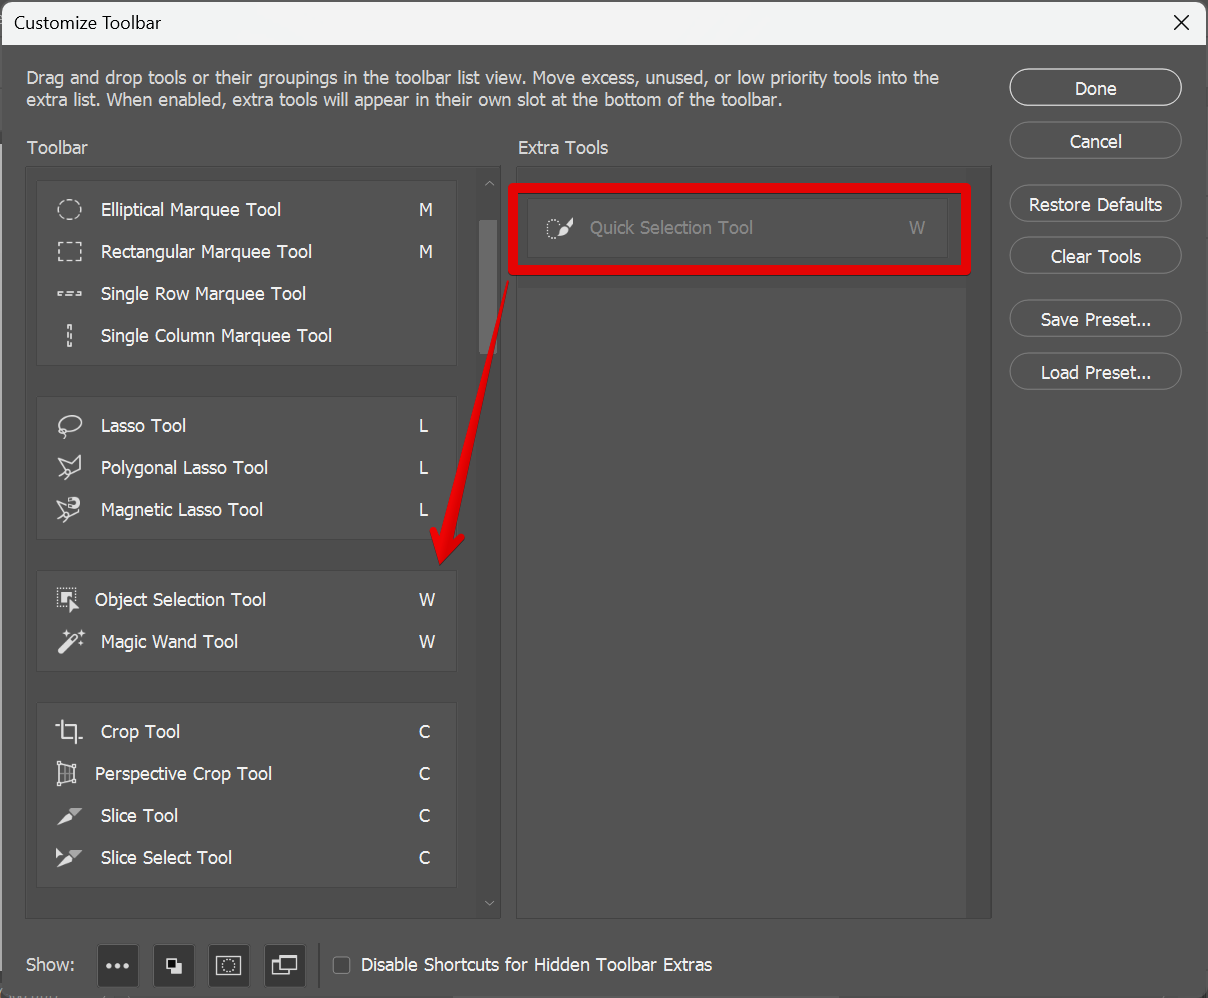 Customize Toolbar
Drag and drop tools or their groupings in the toolbar list view. Move excess, unused, or low priority tools into the
extra list. When enabled, extra tools will appear in their own slot at the bottom of the toolbar.
Toolbar
Elliptical Marquee Tool M
Rectangular Marquee Tool M
Single Row Marquee Tool
Single Column Marquee Tool
Lasso Tool L
Polygonal Lasso Tool L
Magnetic Lasso Tool L
Object Selection Tool W
Magic Wand Tool W
Crop Tool C
Perspective Crop Tool C
Slice Tool C
Slice Select Tool C
Extra Tools
Quick Selection Tool W
Done
Cancel
Restore Defaults
Clear Tools
Save Preset...
Load Preset...
Show:
Disable Shortcuts for Hidden Toolbar Extras